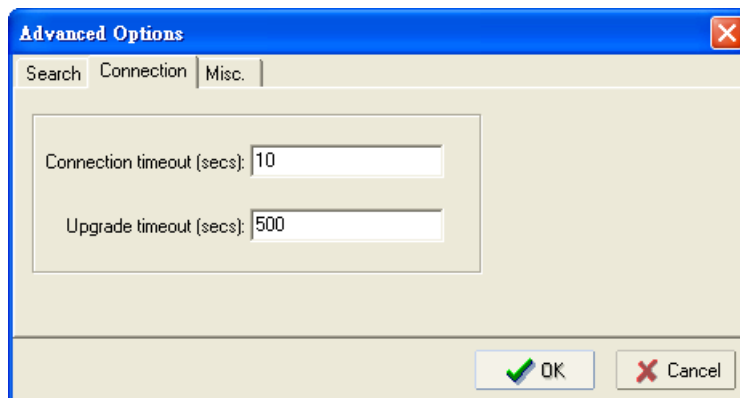 Advanced Options
Search Connection Misc.
Connection timeout (secs): 10
Upgrade timeout (secs): 500
OK Cancel